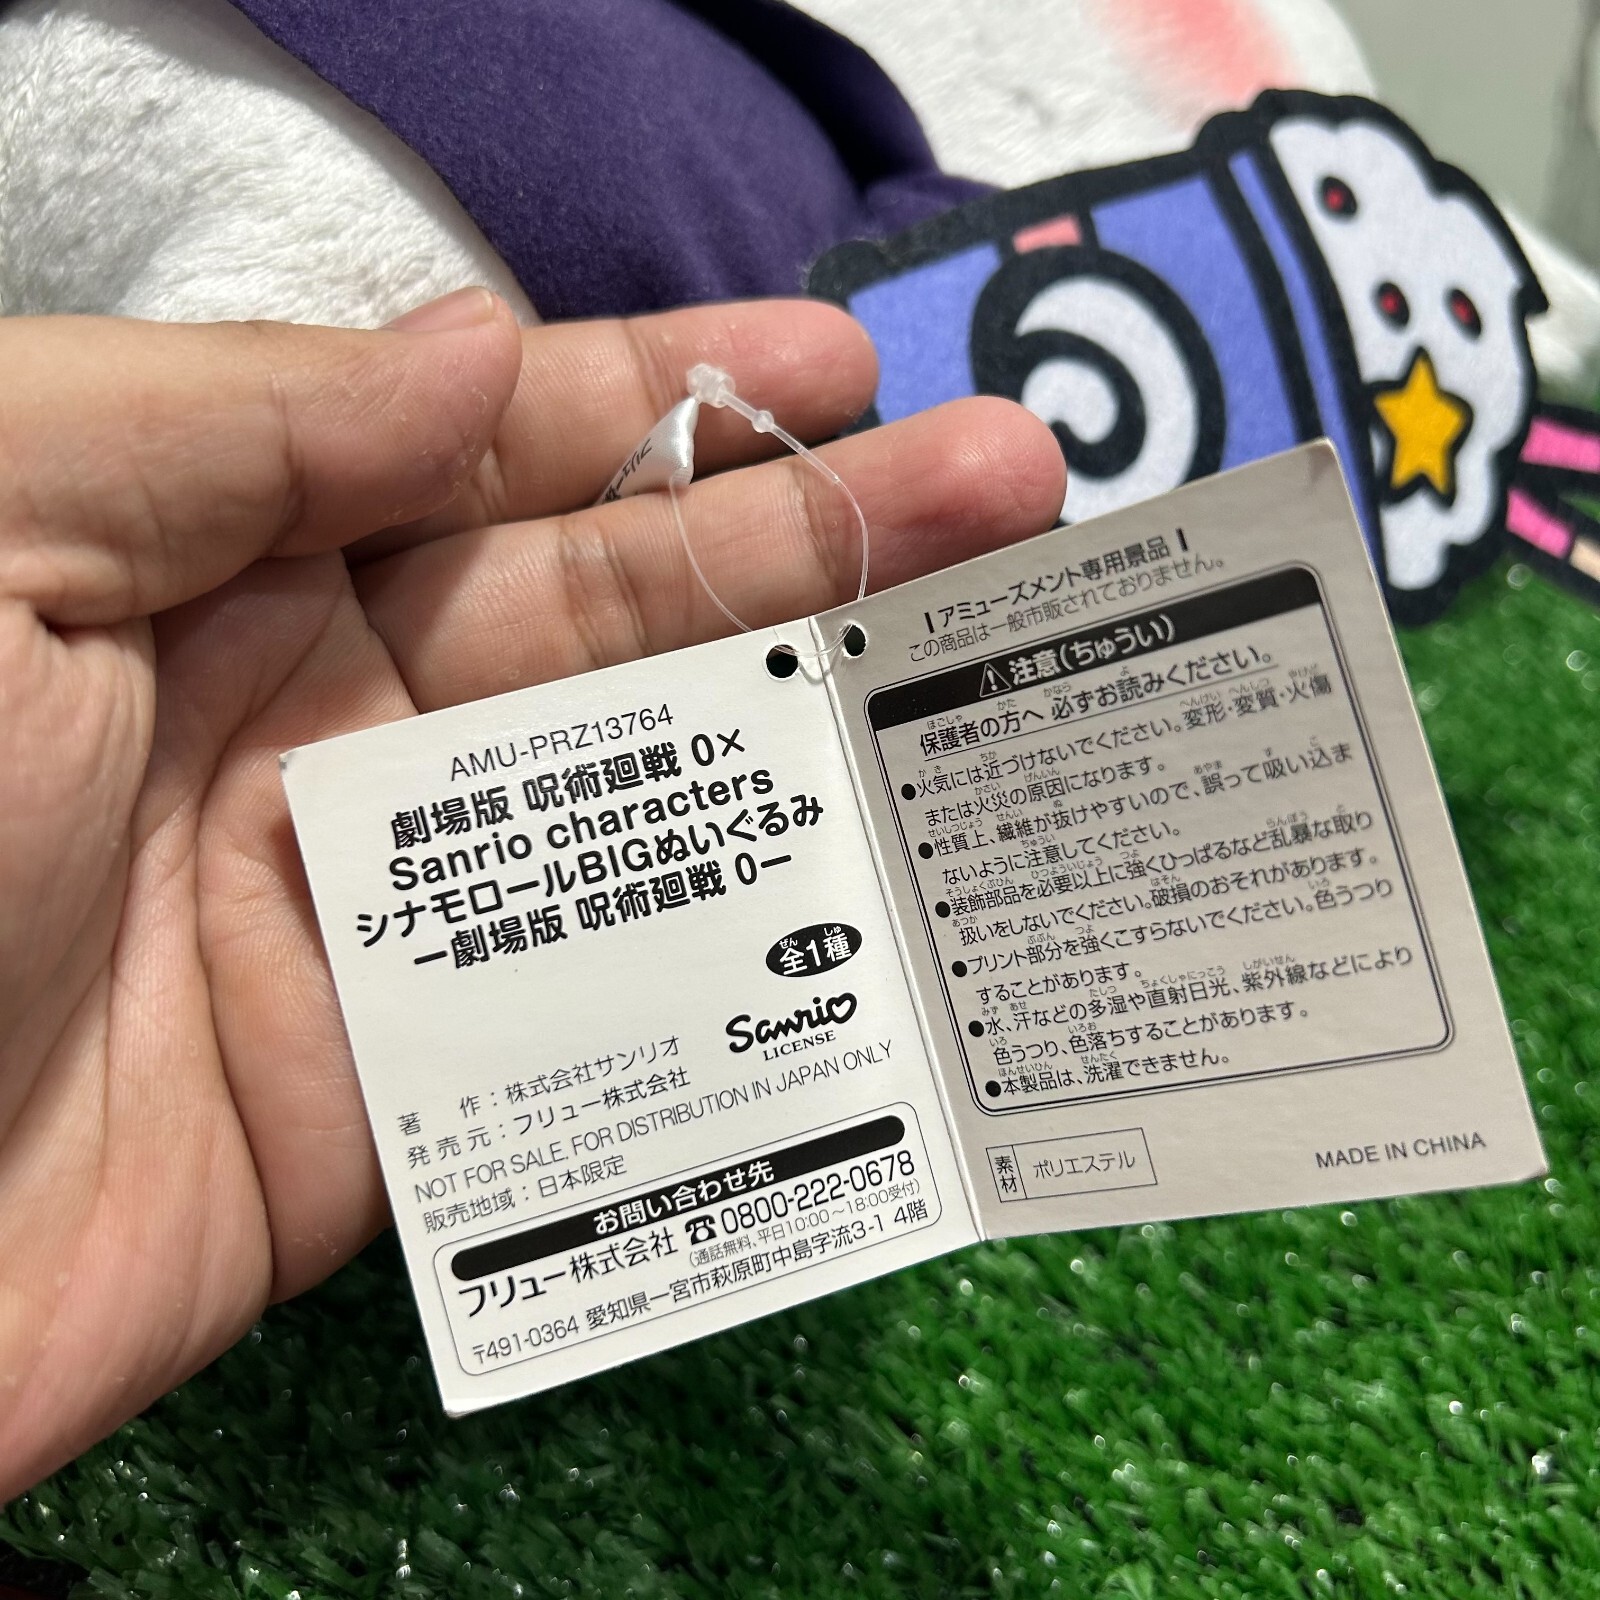 AMU-PRZ13764
劇場版 呪術廻戦 0×
Sanrio characters
シナモロールBIGぬいぐるみ
ー劇場版 呪術廻戦 0ー
ぜん しゅ
全1種
Sanrio
LICENSE
著 作：株式会社サンリオ
発売元：フリュー株式会社
NOT FOR SALE. FOR DISTRIBUTION IN JAPAN ONLY
販売地域：日本限定
お問い合わせ先
フリュー株式会社 ☎0800-222-0678
(通話無料、平日10:00～18:00受付)
〒491-0364 愛知県一宮市萩原町中島字流3-1 4階
アミューズメント専用景品
この商品は一般市販されておりません。
⚠注意(ちゅうい)
ほごしゃ かた かなら よ
保護者の方へ 必ずお読みください。
●火気には近づけないでください。変形・変質・火傷
または火災の原因になります。
●性質上、繊維が抜けやすいので、誤って吸い込ま
ないように注意してください。
●装飾部品を必要以上に強くひっぱるなど乱暴な取り
扱いをしないでください。破損のおそれがあります。
●プリント部分を強くこすらないでください。色うつり
することがあります。
●水、汗などの多湿や直射日光、紫外線などにより
色うつり、色落ちすることがあります。
●本製品は、洗濯できません。
素材 ポリエステル
MADE IN CHINA